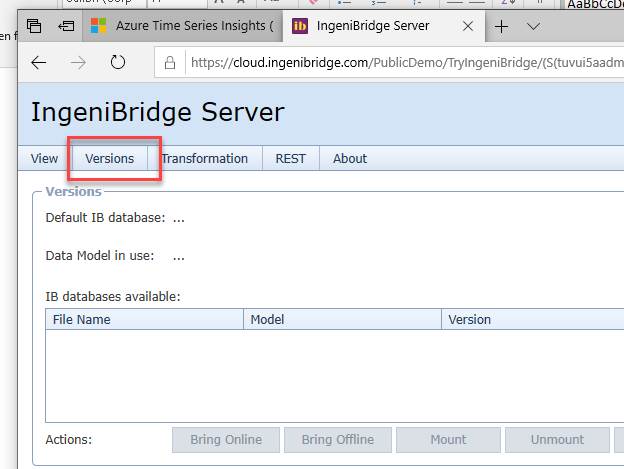 Azure Time Series Insights (
IngeniBridge Server
https://cloud.ingenibridge.com/PublicDemo/TryIngeniBridge/(S(tuvui5aadm
IngeniBridge Server
View Versions Transformation REST About
Versions
Default IB database: ...
Data Model in use: ...
IB databases available:
File Name Model Version
Actions: Bring Online Bring Offline Mount Unmount